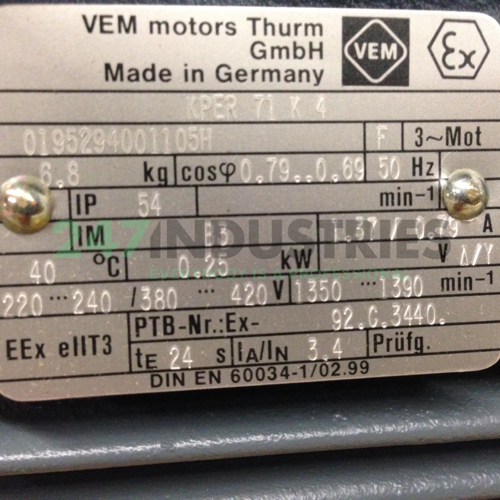 VEM motors Thurm
GmbH
Made in Germany
VEM
Ex
KPER 71 K 4
0195294001105H F 3~Mot
6.8 kg cosφ 0.79..0.69 50 Hz
IP 54 min-1
IM B3 1.37/0.79 A
247 INDUSTRIES
40 °C 0.25 kW V Δ/Y
220 ... 240 /380 ... 420 V 1350 ... 1390 min-1
PTB-Nr.:Ex- 92.C.3440.
EEx eIIT3
tE 24 s IA/IN 3.4 Prüfg.
DIN EN 60034-1/02.99